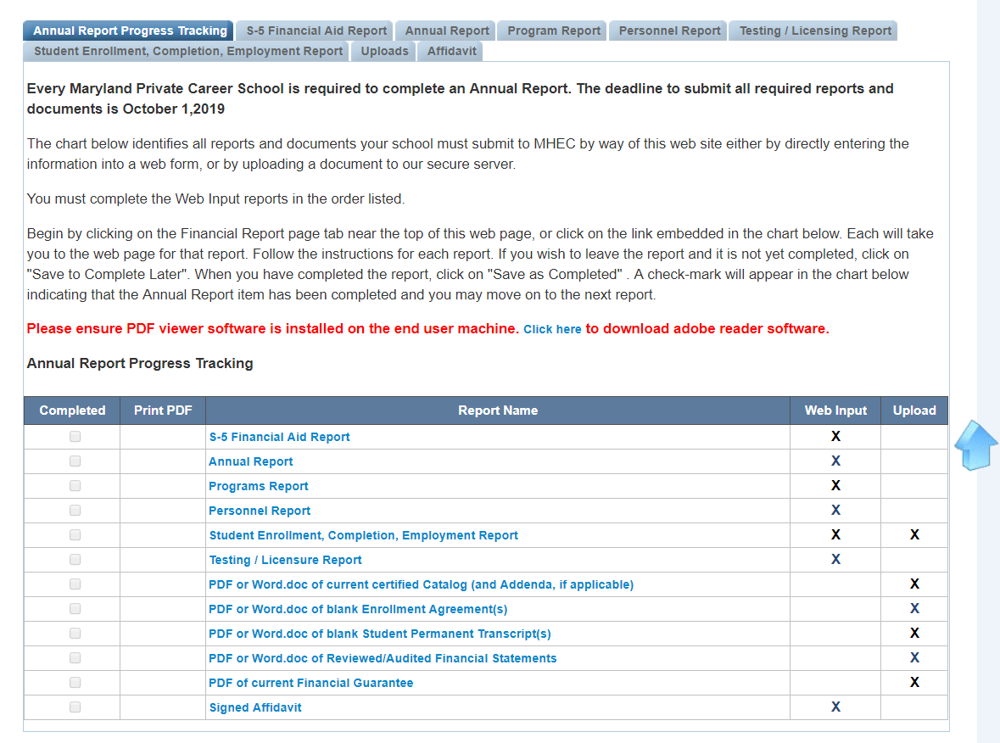 Annual Report Progress Tracking S-5 Financial Aid Report Annual Report Program Report Personnel Report Testing / Licensing Report
Student Enrollment, Completion, Employment Report Uploads Affidavit
Every Maryland Private Career School is required to complete an Annual Report. The deadline to submit all required reports and
documents is October 1,2019
The chart below identifies all reports and documents your school must submit to MHEC by way of this web site either by directly entering the
information into a web form, or by uploading a document to our secure server.
You must complete the Web Input reports in the order listed.
Begin by clicking on the Financial Report page tab near the top of this web page, or click on the link embedded in the chart below. Each will take
you to the web page for that report. Follow the instructions for each report. If you wish to leave the report and it is not yet completed, click on
"Save to Complete Later". When you have completed the report, click on "Save as Completed" . A check-mark will appear in the chart below
indicating that the Annual Report item has been completed and you may move on to the next report.
Please ensure PDF viewer software is installed on the end user machine. Click here to download adobe reader software.
Annual Report Progress Tracking
Completed Print PDF Report Name Web Input Upload
S-5 Financial Aid Report X
Annual Report X
Programs Report X
Personnel Report X
Student Enrollment, Completion, Employment Report X X
Testing / Licensure Report X
PDF or Word.doc of current certified Catalog (and Addenda, if applicable) X
PDF or Word.doc of blank Enrollment Agreement(s) X
PDF or Word.doc of blank Student Permanent Transcript(s) X
PDF or Word.doc of Reviewed/Audited Financial Statements X
PDF of current Financial Guarantee X
Signed Affidavit X